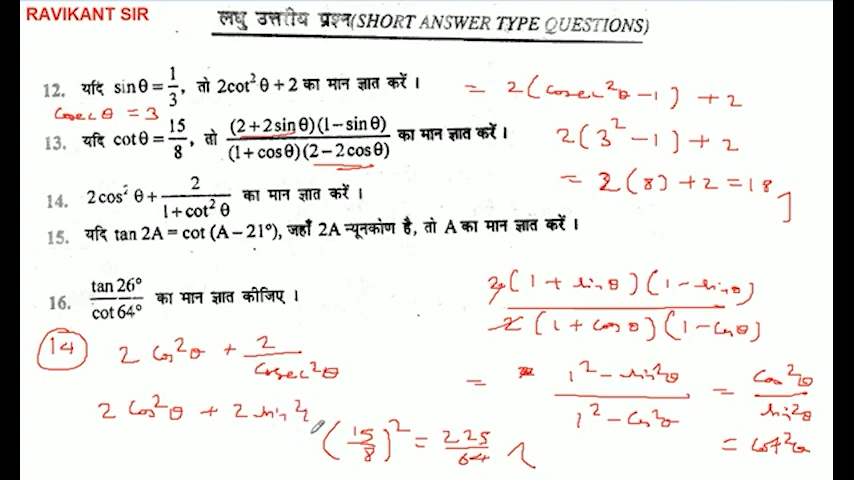 RAVIKANT SIR
लघु उत्तरीय प्रश्न(SHORT ANSWER TYPE QUESTIONS)
12. यदि sinθ = 1/3, तो 2cot²θ + 2 का मान ज्ञात करें ।
cosecθ = 3
= 2(cosec²θ - 1) + 2
13. यदि cotθ = 15/8, तो (2+2sinθ)(1-sinθ)/(1+cosθ)(2-2cosθ) का मान ज्ञात करें ।
2(3² - 1) + 2
= 2(8) + 2 = 18
14. 2cos²θ + 2/(1+cot²θ) का मान ज्ञात करें ।
15. यदि tan 2A = cot (A – 21°), जहाँ 2A न्यूनकोण है, तो A का मान ज्ञात करें ।
16. tan26°/cot64° का मान ज्ञात कीजिए ।
2(1+sinθ)(1-sinθ)/2(1+cosθ)(1-cosθ)
14 2cos²θ + 2/cosec²θ
= 1² - sin²θ/1² - cos²θ = cos²θ/sin²θ
2cos²θ + 2sin²
(15/8)² = 225/64
= cot²θ